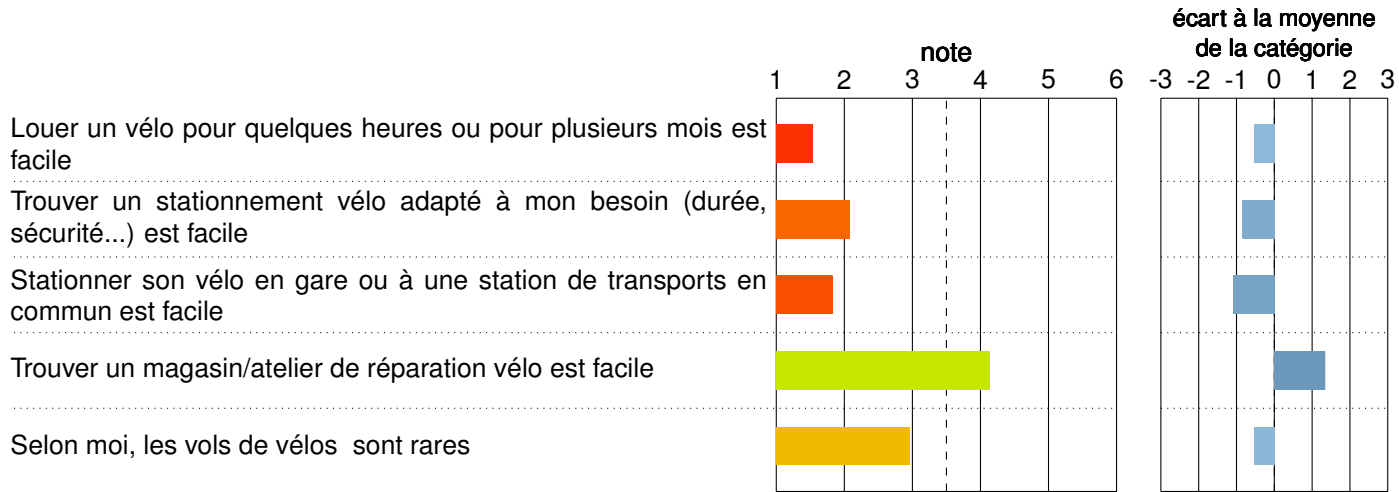 écart à la moyenne
de la catégorie
note
1 2 3 4 5 6
-3 -2 -1 0 1 2 3
Louer un vélo pour quelques heures ou pour plusieurs mois est
facile
Trouver un stationnement vélo adapté à mon besoin (durée,
sécurité...) est facile
Stationner son vélo en gare ou à une station de transports en
commun est facile
Trouver un magasin/atelier de réparation vélo est facile
Selon moi, les vols de vélos sont rares